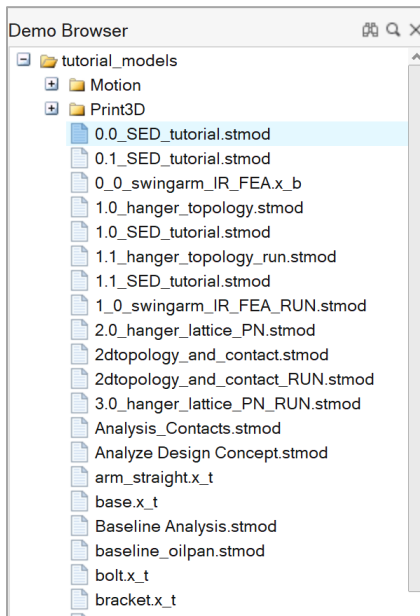 Demo Browser
tutorial_models
Motion
Print3D
0.0_SED_tutorial.stmod
0.1_SED_tutorial.stmod
0_0_swingarm_IR_FEA.x_b
1.0_hanger_topology.stmod
1.0_SED_tutorial.stmod
1.1_hanger_topology_run.stmod
1.1_SED_tutorial.stmod
1_0_swingarm_IR_FEA_RUN.stmod
2.0_hanger_lattice_PN.stmod
2dtopology_and_contact.stmod
2dtopology_and_contact_RUN.stmod
3.0_hanger_lattice_PN_RUN.stmod
Analysis_Contacts.stmod
Analyze Design Concept.stmod
arm_straight.x_t
base.x_t
Baseline Analysis.stmod
baseline_oilpan.stmod
bolt.x_t
bracket.x_t